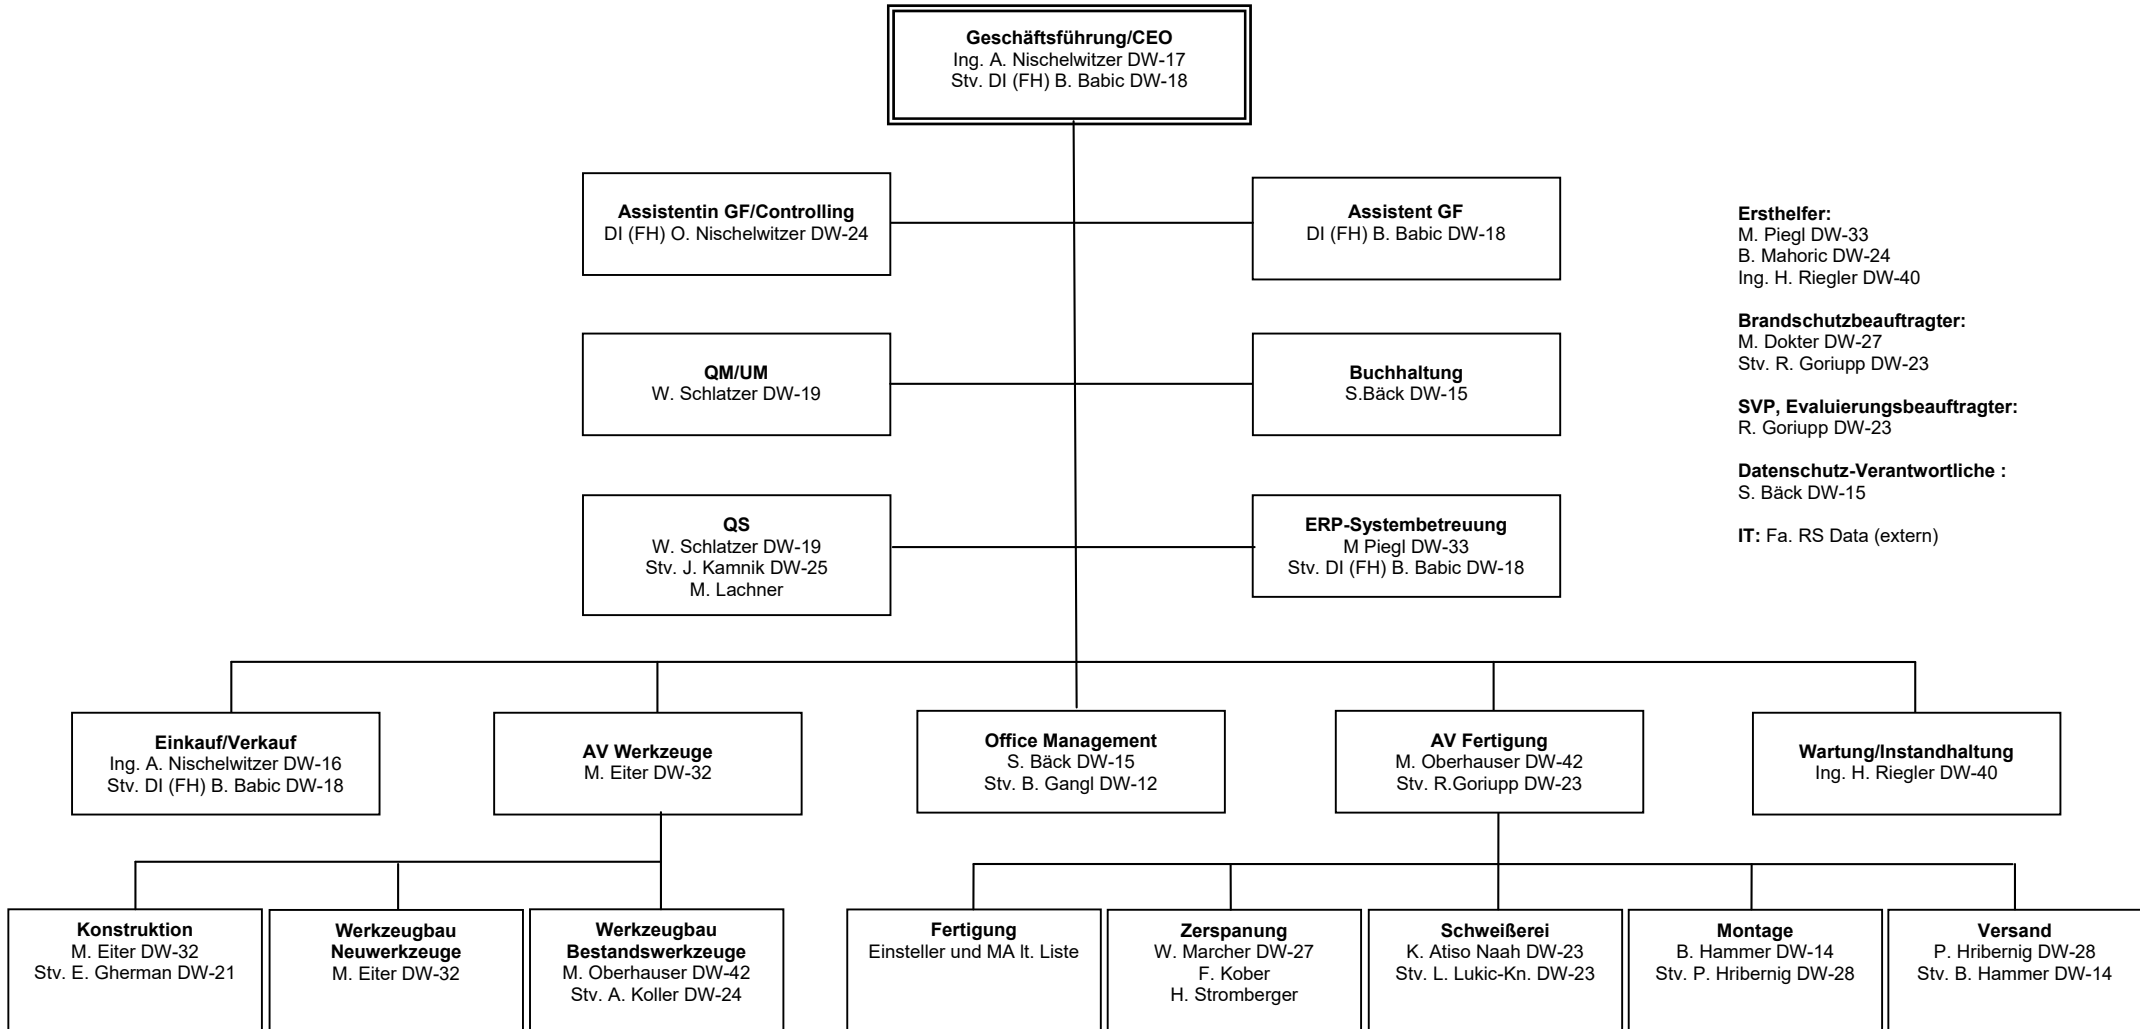 Geschäftsführung/CEO
Ing. A. Nischelwitzer DW-17
Stv. DI (FH) B. Babic DW-18
Assistentin GF/Controlling
DI (FH) O. Nischelwitzer DW-24
Assistent GF
DI (FH) B. Babic DW-18
QM/UM
W. Schlatzer DW-19
Buchhaltung
S.Bäck DW-15
QS
W. Schlatzer DW-19
Stv. J. Kamnik DW-25
M. Lachner
ERP-Systembetreuung
M Piegl DW-33
Stv. DI (FH) B. Babic DW-18
Ersthelfer:
M. Piegl DW-33
B. Mahoric DW-24
Ing. H. Riegler DW-40
Brandschutzbeauftragter:
M. Dokter DW-27
Stv. R. Goriupp DW-23
SVP, Evaluierungsbeauftragter:
R. Goriupp DW-23
Datenschutz-Verantwortliche :
S. Bäck DW-15
IT: Fa. RS Data (extern)
Einkauf/Verkauf
Ing. A. Nischelwitzer DW-16
Stv. DI (FH) B. Babic DW-18
AV Werkzeuge
M. Eiter DW-32
Office Management
S. Bäck DW-15
Stv. B. Gangl DW-12
AV Fertigung
M. Oberhauser DW-42
Stv. R.Goriupp DW-23
Wartung/Instandhaltung
Ing. H. Riegler DW-40
Konstruktion
M. Eiter DW-32
Stv. E. Gherman DW-21
Werkzeugbau
Neuwerkzeuge
M. Eiter DW-32
Werkzeugbau
Bestandswerkzeuge
M. Oberhauser DW-42
Stv. A. Koller DW-24
Fertigung
Einsteller und MA lt. Liste
Zerspanung
W. Marcher DW-27
F. Kober
H. Stromberger
Schweißerei
K. Atiso Naah DW-23
Stv. L. Lukic-Kn. DW-23
Montage
B. Hammer DW-14
Stv. P. Hribernig DW-28
Versand
P. Hribernig DW-28
Stv. B. Hammer DW-14